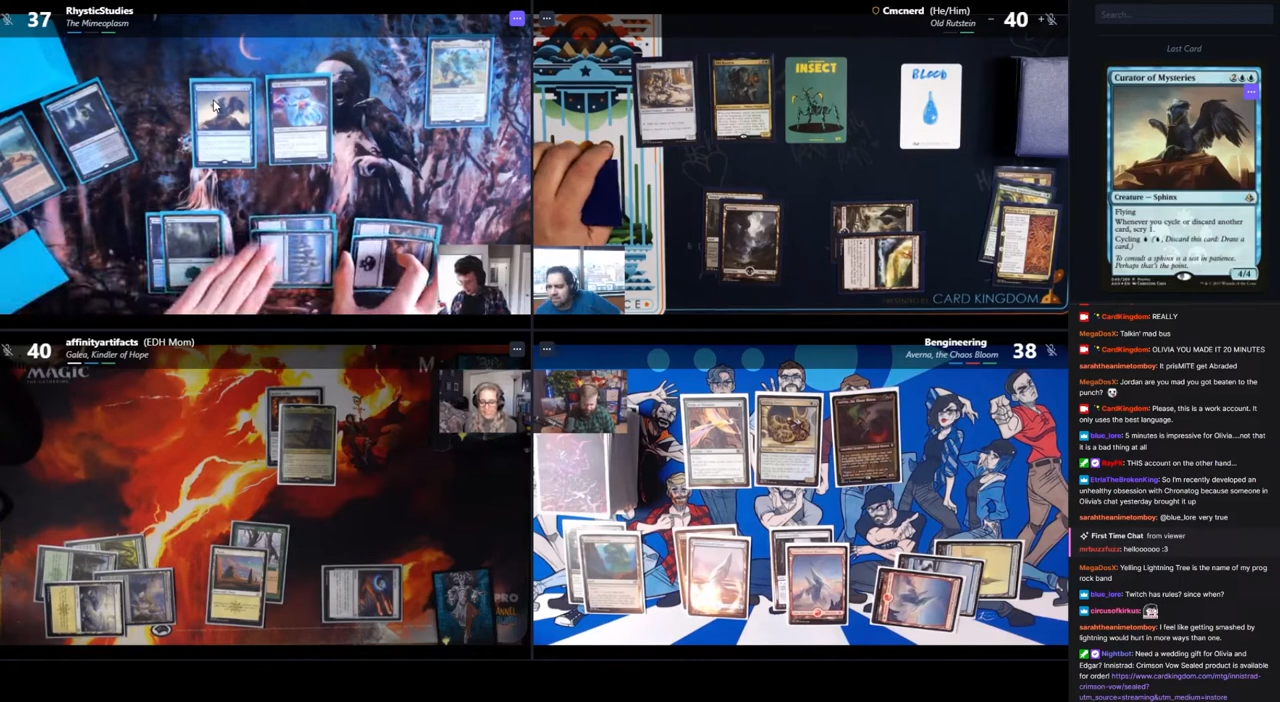 37
RhysticStudies
The Mimeoplasm
Cmcnerd (He/Him)
Old Rutstein
− 40 +
INSECT
BLOOD
PRESENTED BY CARD KINGDOM
40
affinityartifacts (EDH Mom)
Galea, Kindler of Hope
MAGIC
THE GATHERING
PRO
Bengineering
Averna, the Chaos Bloom
38
Search...
Last Card
Curator of Mysteries
Creature — Sphinx
Flying
Whenever you cycle or discard another
card, scry 1.
Cycling (, Discard this card: Draw a
card.)
To consult a sphinx is a test in patience.
Perhaps that's the point.
4/4
CardKingdom: REALLY
MegaDosX: Talkin' mad bus
CardKingdom: OLIVIA YOU MADE IT 20 MINUTES
sarahtheanimetomboy: It prisMITE get Abraded
MegaDosX: Jordan are you mad you got beaten to the
punch?
CardKingdom: Please, this is a work account. It
only uses the best language.
blue_lore: 5 minutes is impressive for Olivia....not that
it is a bad thing at all
THIS account on the other hand...
EtriaTheBrokenKing: So I'm recently developed an
unhealthy obsession with Chronatog because someone in
Olivia's chat yesterday brought it up
sarahtheanimetomboy: @blue_lore very true
First Time Chat from viewer
mrbuzzfuzz: helloooooo :3
MegaDosX: Yelling Lightning Tree is the name of my prog
rock band
blue_lore: Twitch has rules? since when?
circusofkirkus:
sarahtheanimetomboy: I feel like getting smashed by
lightning would hurt in more ways than one.
Nightbot: Need a wedding gift for Olivia and
Edgar? Innistrad: Crimson Vow Sealed product is available
for order! https://www.cardkingdom.com/mtg/innistrad-
crimson-vow/sealed?
utm_source=streaming&utm_medium=instore